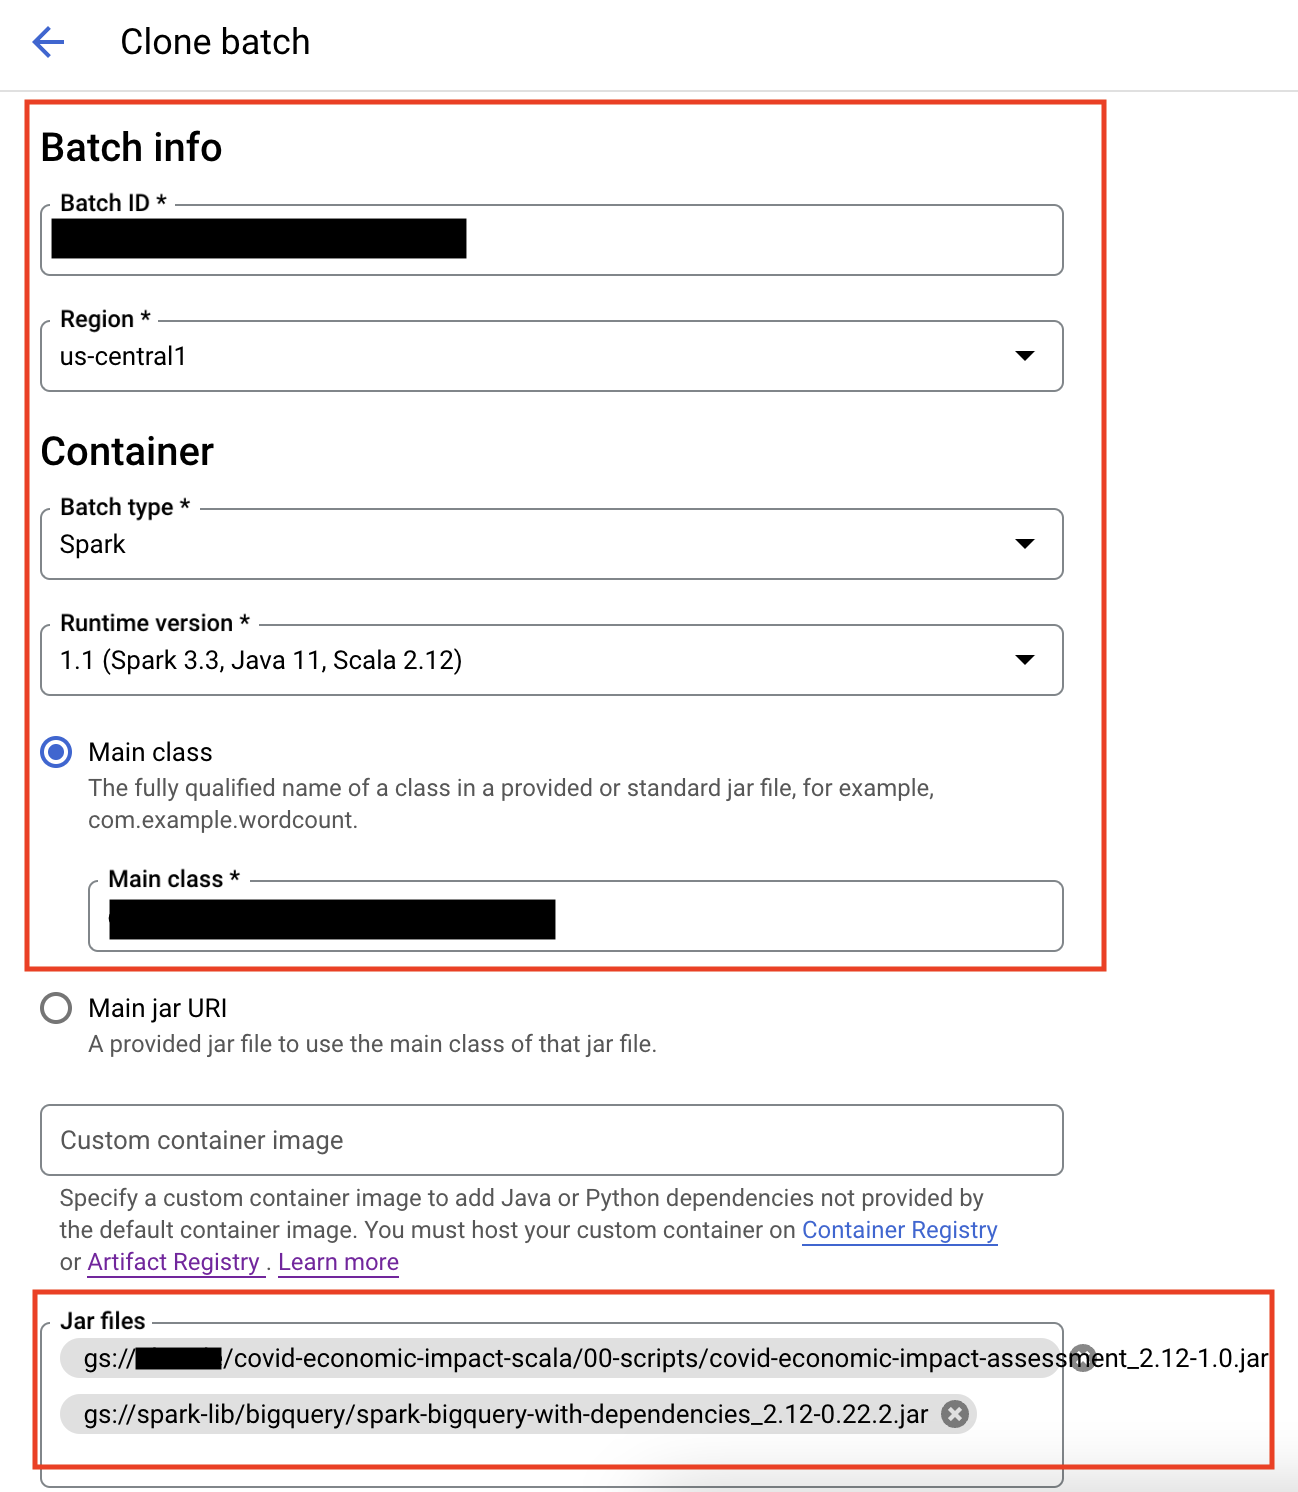 Clone batch
Batch info
Batch ID *
Region *
us-central1
Container
Batch type *
Spark
Runtime version *
1.1 (Spark 3.3, Java 11, Scala 2.12)
Main class
The fully qualified name of a class in a provided or standard jar file, for example,
com.example.wordcount.
Main class *
Main jar URI
A provided jar file to use the main class of that jar file.
Custom container image
Specify a custom container image to add Java or Python dependencies not provided by
the default container image. You must host your custom container on Container Registry
or Artifact Registry . Learn more
Jar files
gs:///covid-economic-impact-scala/00-scripts/covid-economic-impact-assessment_2.12-1.0.jar
gs://spark-lib/bigquery/spark-bigquery-with-dependencies_2.12-0.22.2.jar